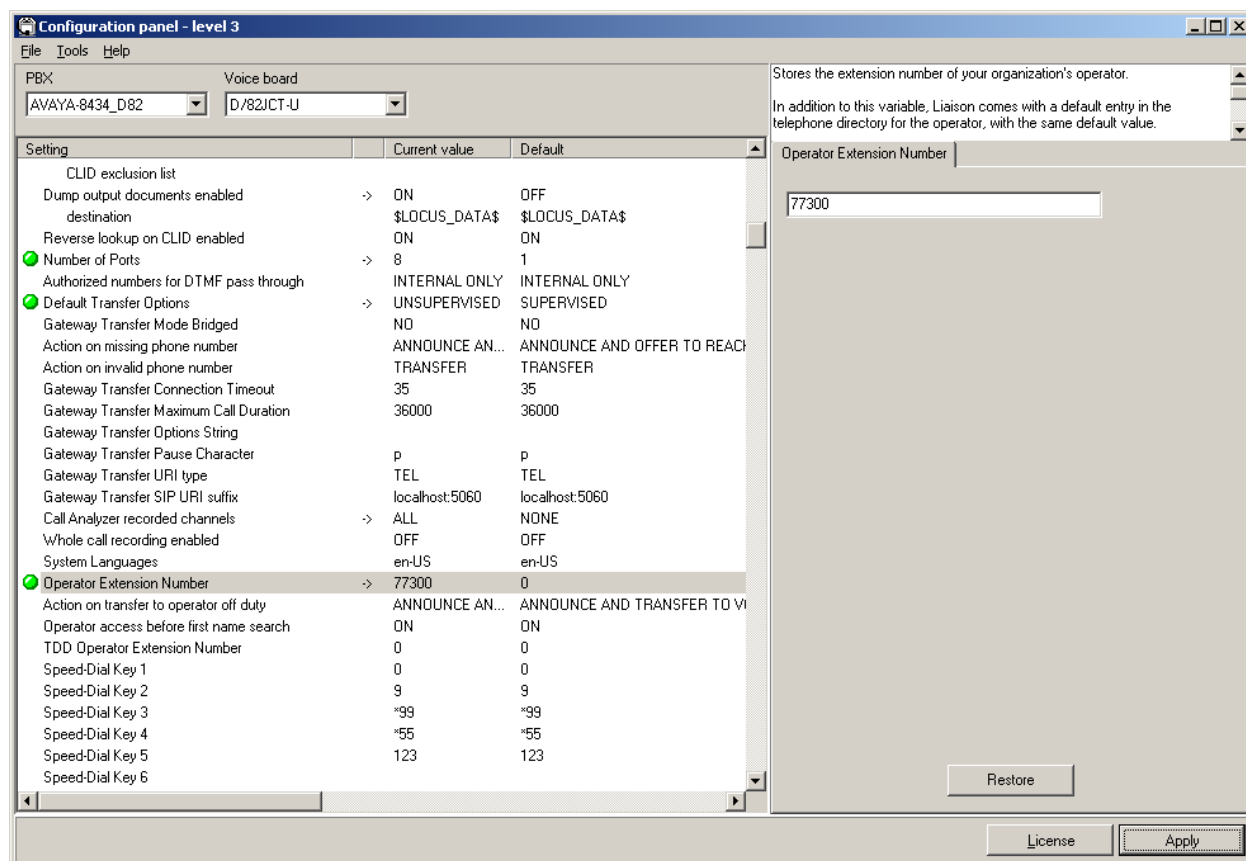 Configuration panel - level 3
File Tools Help
PBX Voice board
AVAYA-8434_D82 D/82JCT-U
Stores the extension number of your organization's operator.
In addition to this variable, Liaison comes with a default entry in the
telephone directory for the operator, with the same default value.
Setting Current value Default
CLID exclusion list
Dump output documents enabled -> ON OFF
destination $LOCUS_DATA$ $LOCUS_DATA$
Reverse lookup on CLID enabled ON ON
Number of Ports -> 8 1
Authorized numbers for DTMF pass through INTERNAL ONLY INTERNAL ONLY
Default Transfer Options -> UNSUPERVISED SUPERVISED
Gateway Transfer Mode Bridged NO NO
Action on missing phone number ANNOUNCE AN... ANNOUNCE AND OFFER TO REACH
Action on invalid phone number TRANSFER TRANSFER
Gateway Transfer Connection Timeout 35 35
Gateway Transfer Maximum Call Duration 36000 36000
Gateway Transfer Options String
Gateway Transfer Pause Character p p
Gateway Transfer URI type TEL TEL
Gateway Transfer SIP URI suffix localhost:5060 localhost:5060
Call Analyzer recorded channels -> ALL NONE
Whole call recording enabled OFF OFF
System Languages en-US en-US
Operator Extension Number -> 77300 0
Action on transfer to operator off duty ANNOUNCE AN... ANNOUNCE AND TRANSFER TO
Operator access before first name search ON ON
TDD Operator Extension Number 0 0
Speed-Dial Key 1 0 0
Speed-Dial Key 2 9 9
Speed-Dial Key 3 *99 *99
Speed-Dial Key 4 *55 *55
Speed-Dial Key 5 123 123
Speed-Dial Key 6
Operator Extension Number
77300
Restore
License Apply